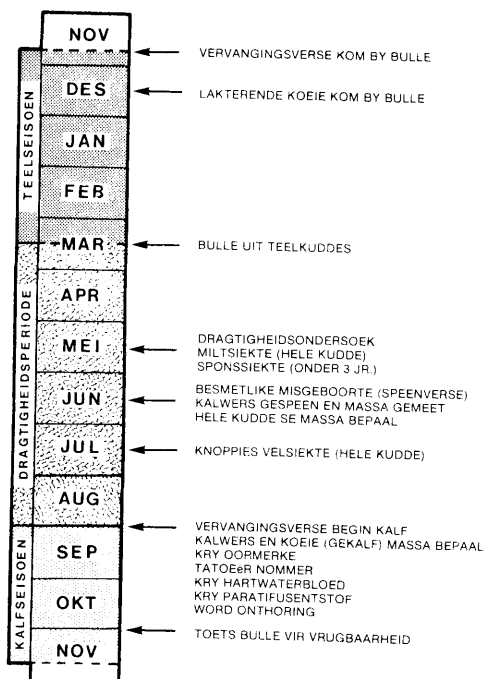 NOV
VERVANGINGSVERSE KOM BY BULLE
DES
LAKTERENDE KOEIE KOM BY BULLE
TEELSEISOEN
JAN
FEB
MAR
BULLE UIT TEELKUDDES
DRAGTIGHEIDSPERIODE
APR
MEI
DRAGTIGHEIDSONDERSOEK
MILTSIEKTE (HELE KUDDE)
SPONSSIEKTE (ONDER 3 JR.)
JUN
BESMETLIKE MISGEBOORTE (SPEENVERSE)
KALWERS GESPEEN EN MASSA GEMEET
HELE KUDDE SE MASSA BEPAAL
JUL
KNOPPIES VELSIEKTE (HELE KUDDE)
AUG
KALFSEISOEN
VERVANGINGSVERSE BEGIN KALF
KALWERS EN KOEIE (GEKALF) MASSA BEPAAL
SEP
KRY OORMERKE
TATOEeR NOMMER
KRY HARTWATERBLOED
KRY PARATIFUSENTSTOF
WORD ONTHORING
OKT
TOETS BULLE VIR VRUGBAARHEID
NOV